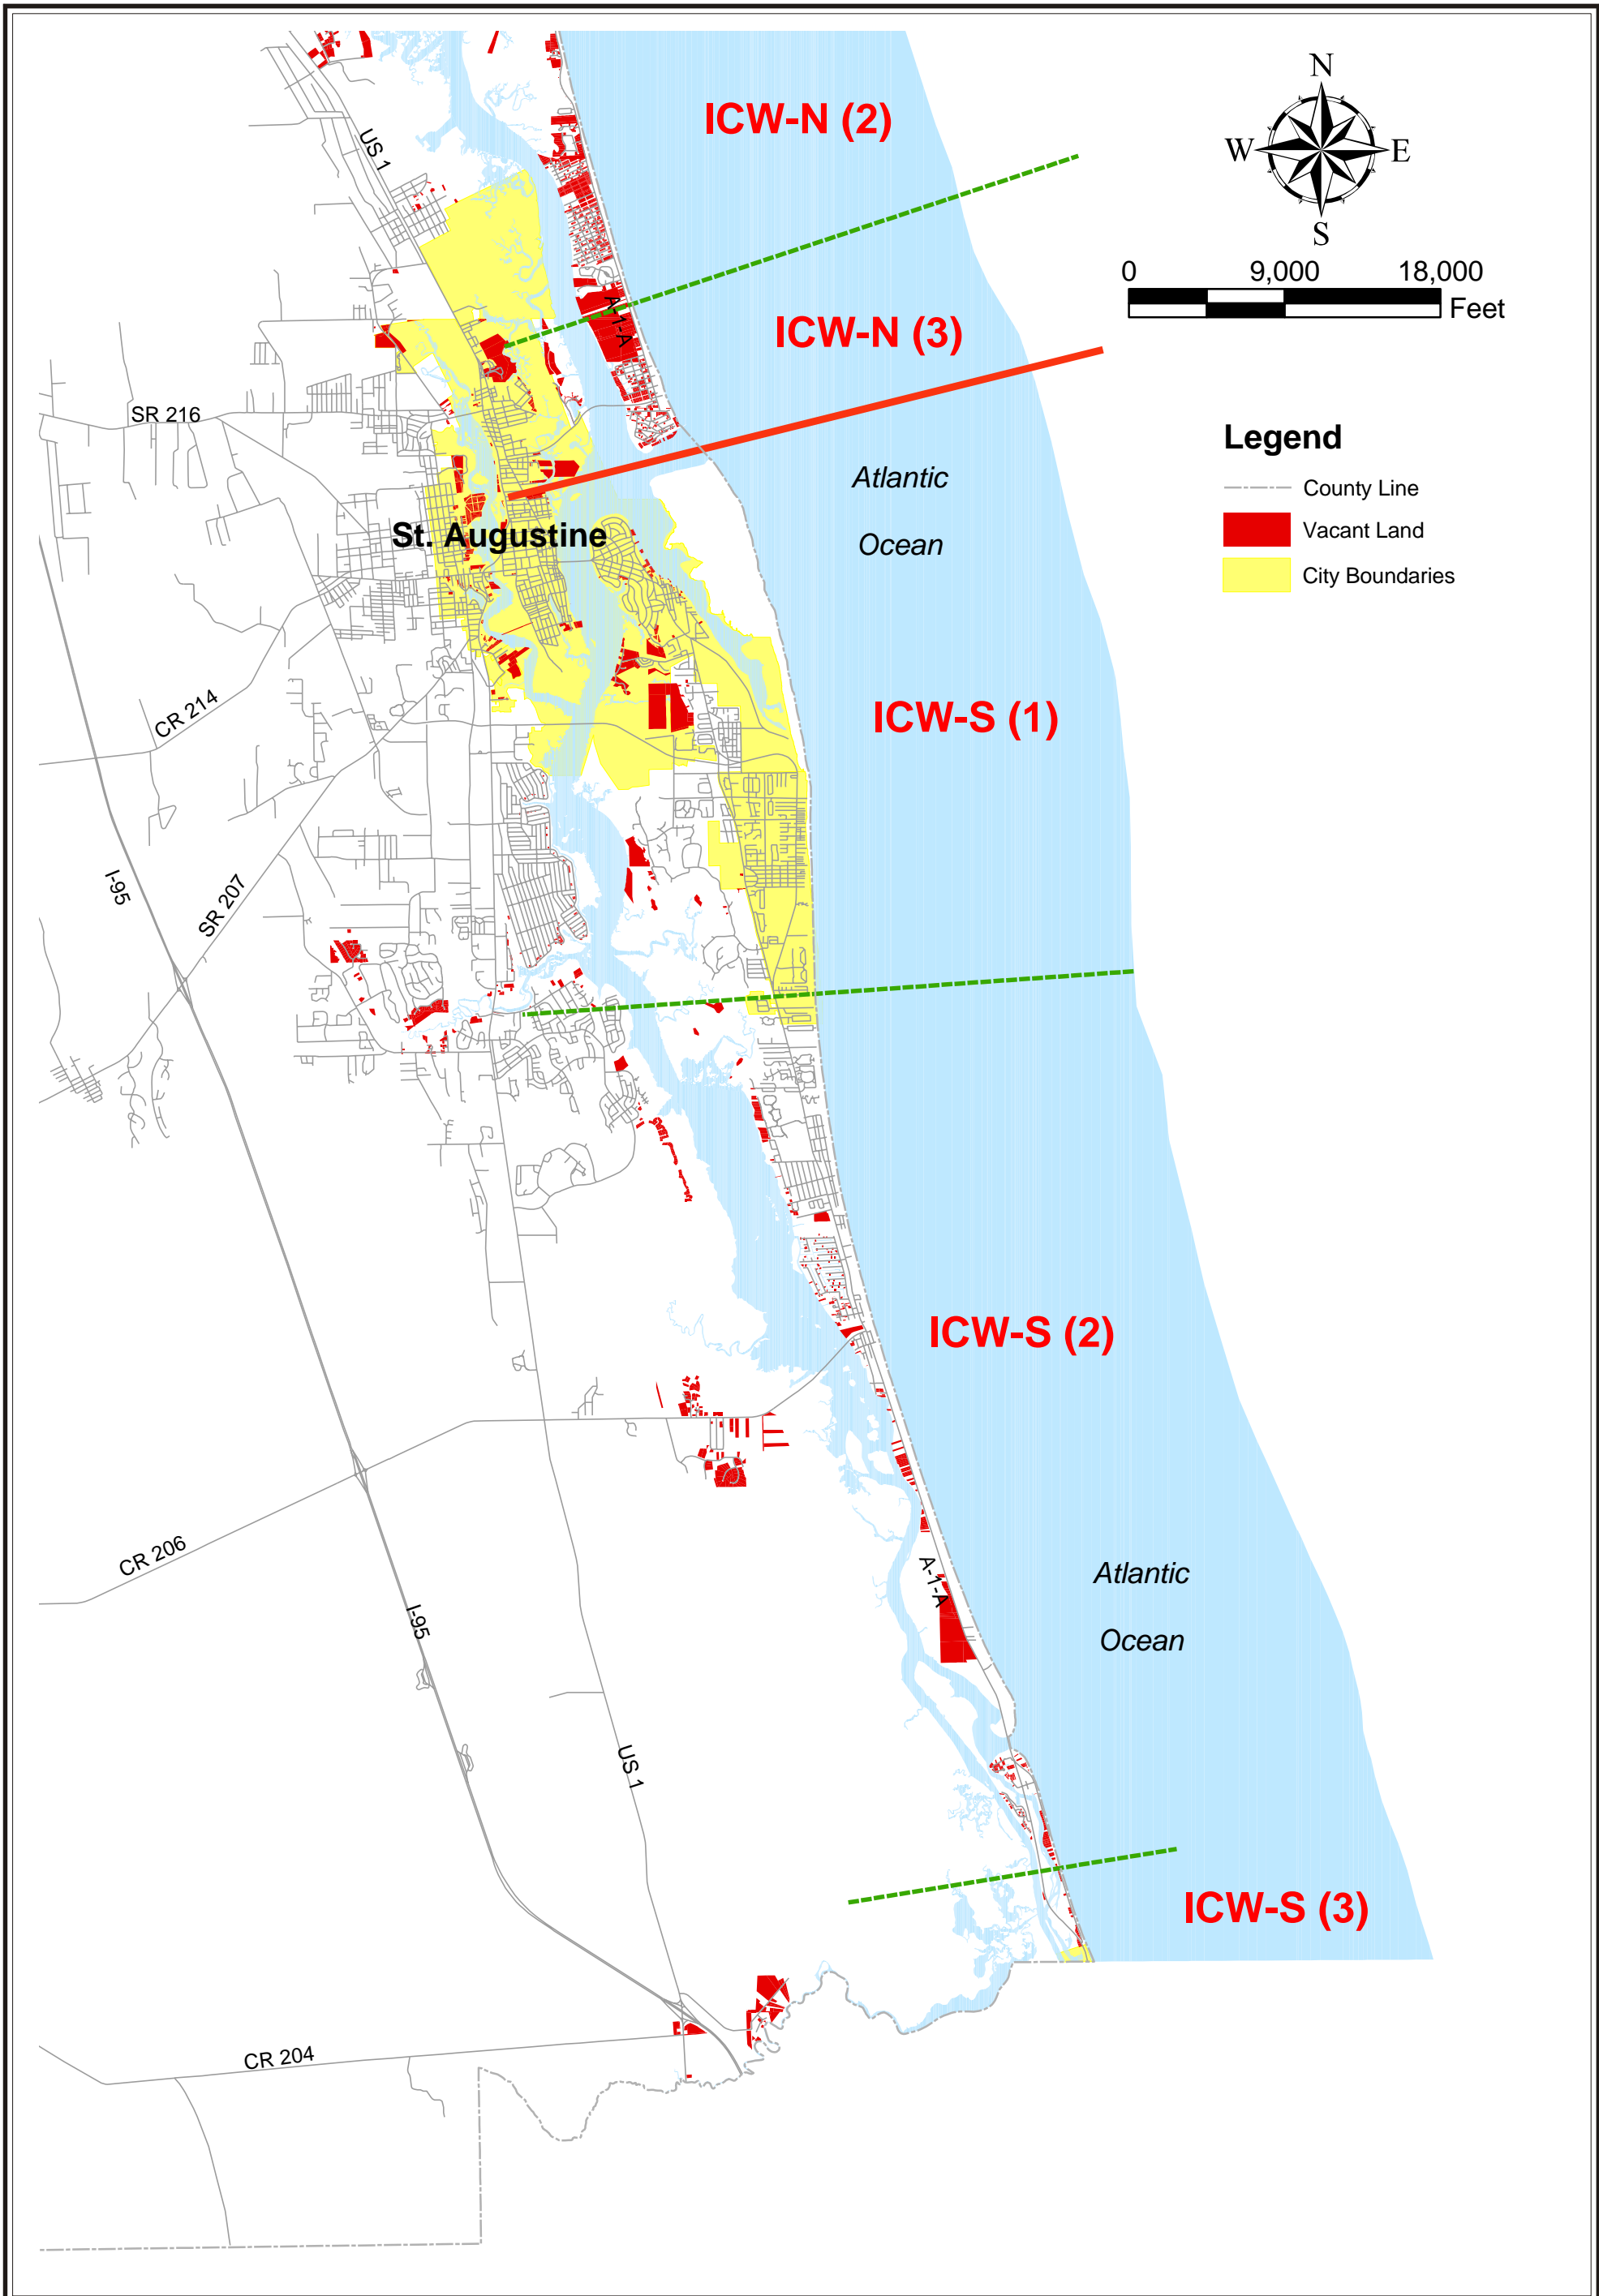 ICW-N (2)
N
W
E
S
US 1
0 9,000 18,000
Feet
A-1-A
ICW-N (3)
SR 216
Legend
Atlantic
Ocean
County Line
Vacant Land
City Boundaries
St. Augustine
CR 214
ICW-S (1)
I-95
SR 207
ICW-S (2)
CR 206
A-1-A
Atlantic
Ocean
I-95
US 1
ICW-S (3)
CR 204